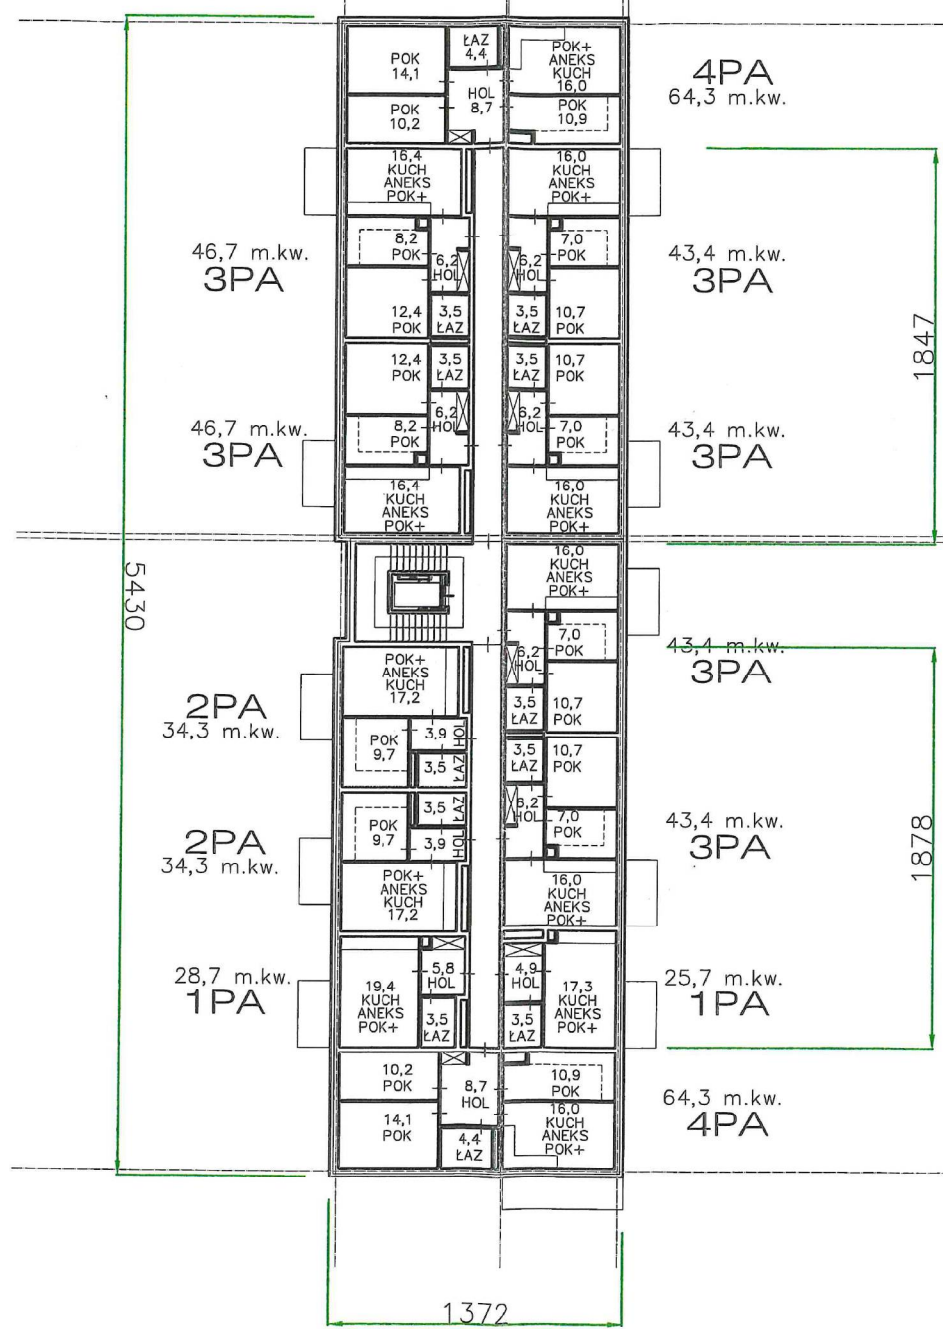 POK
14,1
ŁAZ
4,4
POK+
ANEKS
KUCH
16,0
HOL
8,7
POK
10,2
POK
10,9
4PA
64,3 m.kw.
16,4
KUCH
ANEKS
POK+
16,0
KUCH
ANEKS
POK+
46,7 m.kw.
3PA
8,2
POK
6,2
HOL
12,4
POK
3,5
ŁAZ
6,2
HOL
7,0
POK
3,5
ŁAZ
10,7
POK
43,4 m.kw.
3PA
1847
12,4
POK
3,5
ŁAZ
6,2
HOL
8,2
POK
46,7 m.kw.
3PA
16,4
KUCH
ANEKS
POK+
3,5
ŁAZ
10,7
POK
6,2
HOL
7,0
POK
43,4 m.kw.
3PA
16,0
KUCH
ANEKS
POK+
5430
16,0
KUCH
ANEKS
POK+
7,0
POK
6,2
HOL
43,4 m.kw.
3PA
3,5
ŁAZ
10,7
POK
POK+
ANEKS
KUCH
17,2
2PA
34,3 m.kw.
POK
9,7
3,9
HOL
3,5
ŁAZ
3,5
ŁAZ
10,7
POK
6,2
HOL
7,0
POK
43,4 m.kw.
3PA
1878
16,0
KUCH
ANEKS
POK+
2PA
34,3 m.kw.
POK
9,7
3,5
ŁAZ
3,9
HOL
POK+
ANEKS
KUCH
17,2
28,7 m.kw.
1PA
19,4
KUCH
ANEKS
POK+
5,8
HOL
3,5
ŁAZ
4,9
HOL
3,5
ŁAZ
17,3
KUCH
ANEKS
POK+
25,7 m.kw.
1PA
10,2
POK
8,7
HOL
10,9
POK
14,1
POK
4,4
ŁAZ
16,0
KUCH
ANEKS
POK+
64,3 m.kw.
4PA
1372